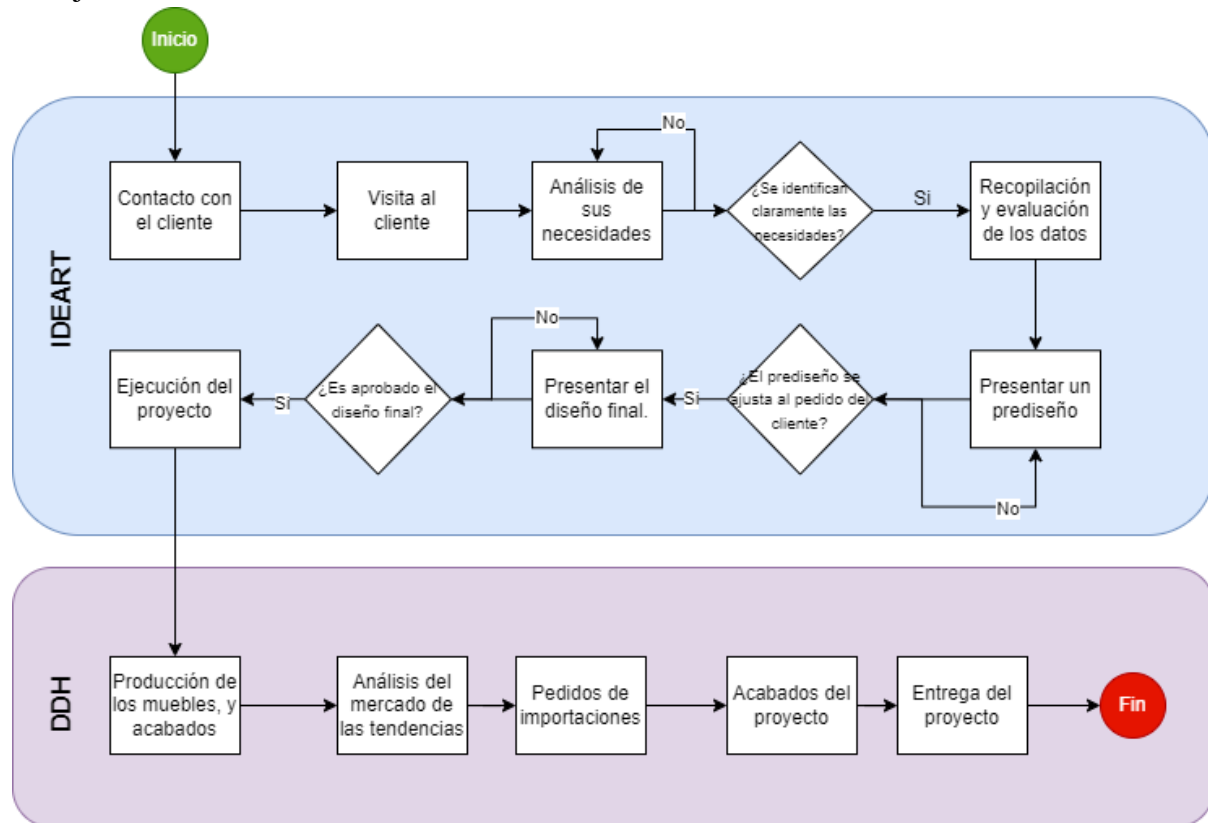 Inicio
IDEART
Contacto con
el cliente
Visita al
cliente
Análisis de
sus
necesidades
No
¿Se identifican
claramente las
necesidades?
Si
Recopilación
y evaluación
de los datos
Presentar un
prediseño
No
¿El prediseño se
ajusta al pedido de
cliente?
Si
Presentar el
diseño final.
No
¿Es aprobado el
diseño final?
Si
Ejecución del
proyecto
DDH
Producción de
los muebles, y
acabados
Análisis del
mercado de
las tendencias
Pedidos de
importaciones
Acabados del
proyecto
Entrega del
proyecto
Fin